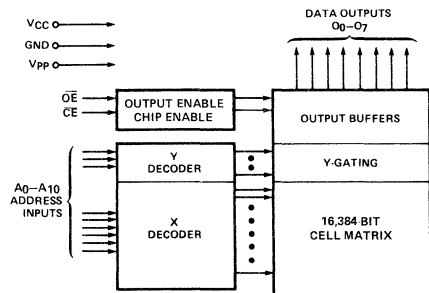 VCC
GND
VPP
DATA OUTPUTS
O0–O7
OE
CE
OUTPUT ENABLE
CHIP ENABLE
OUTPUT BUFFERS
A0–A10
ADDRESS
INPUTS
Y
DECODER
Y-GATING
X
DECODER
16,384-BIT
CELL MATRIX